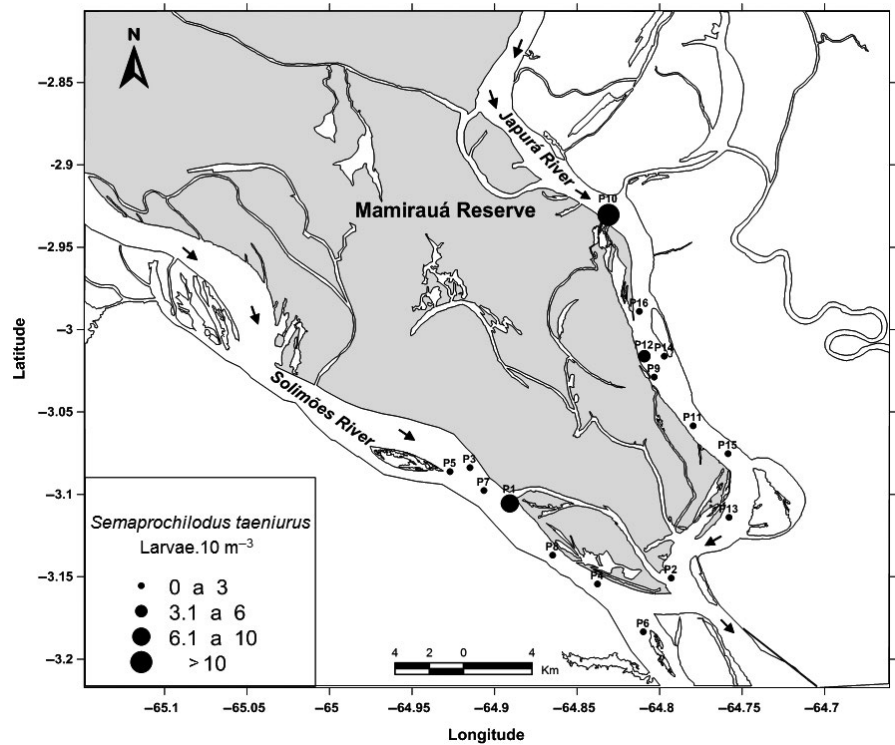 N
−2.85
−2.9
−2.95
−3
−3.05
−3.1
−3.15
−3.2
Latitude
Japurá River
P10
Mamirauá Reserve
P16
P12
P14
P9
P11
P15
Solimões River
P5
P3
P7
P1
P13
P8
P4
P2
P6
Semaprochilodus taeniurus
Larvae.10 m⁻³
0 a 3
3.1 a 6
6.1 a 10
>10
4 2 0 4
Km
−65.1 −65.05 −65 −64.95 −64.9 −64.85 −64.8 −64.75 −64.7
Longitude